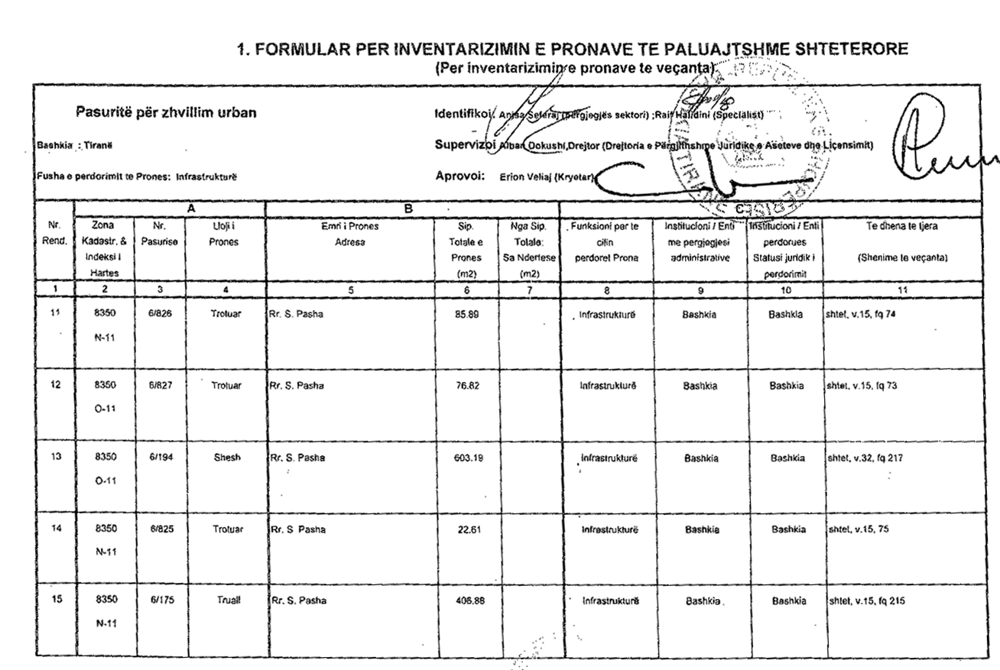 1. FORMULAR PER INVENTARIZIMIN E PRONAVE TE PALUAJTSHME SHTETERORE
(Per inventarizimin e pronave te veçanta)
Pasuritë për zhvillim urban
Identifikoi: Anisa Seferaj (përgjegjës sektori) ;Raif Halidini (Specialist)
Bashkia : Tiranë
Supervizoi Alban Dokushi,Drejtor (Drejtoria e Përgjithshme Juridike e Aseteve dhe Liçensimit)
Fusha e perdorimit te Prones: Infrastrukturë
Aprovoi: Erion Veliaj (Kryetar)
A B C
Nr. Rend. Zona Kadastr. & Indeksi i Hartes Nr. Pasurise Lloji i Prones Emri i Prones Adresa Sip. Totale e Prones (m2) Nga Sip. Totale: Sa Ndertese (m2) Funksioni per te cilin perdoret Prona Institucioni / Enti me pergjegjesi administrative Institucioni / Enti perdorues Statusi juridik i perdorimit Te dhena te tjera (Shenime te veçanta)
1 2 3 4 5 6 7 8 9 10 11
11 8350 6/826 Trotuar Rr. S. Pasha 85.89 Infrastrukturë Bashkia Bashkia shtet, v.15, fq 74
N-11
12 8350 6/827 Trotuar Rr. S. Pasha 76.82 Infrastrukturë Bashkia Bashkia shtet, v.15, fq 73
O-11
13 8350 6/194 Shesh Rr. S. Pasha 603.19 Infrastrukturë Bashkia Bashkia shtet, v.32, fq 217
O-11
14 8350 6/825 Trotuar Rr. S Pasha 22.61 Infrastrukturë Bashkia Bashkia shtet, v.15, 75
N-11
15 8350 6/175 Truall Rr. S. Pasha 406.88 Infrastrukturë Bashkia Bashkia shtet, v.15, fq 215
N-11